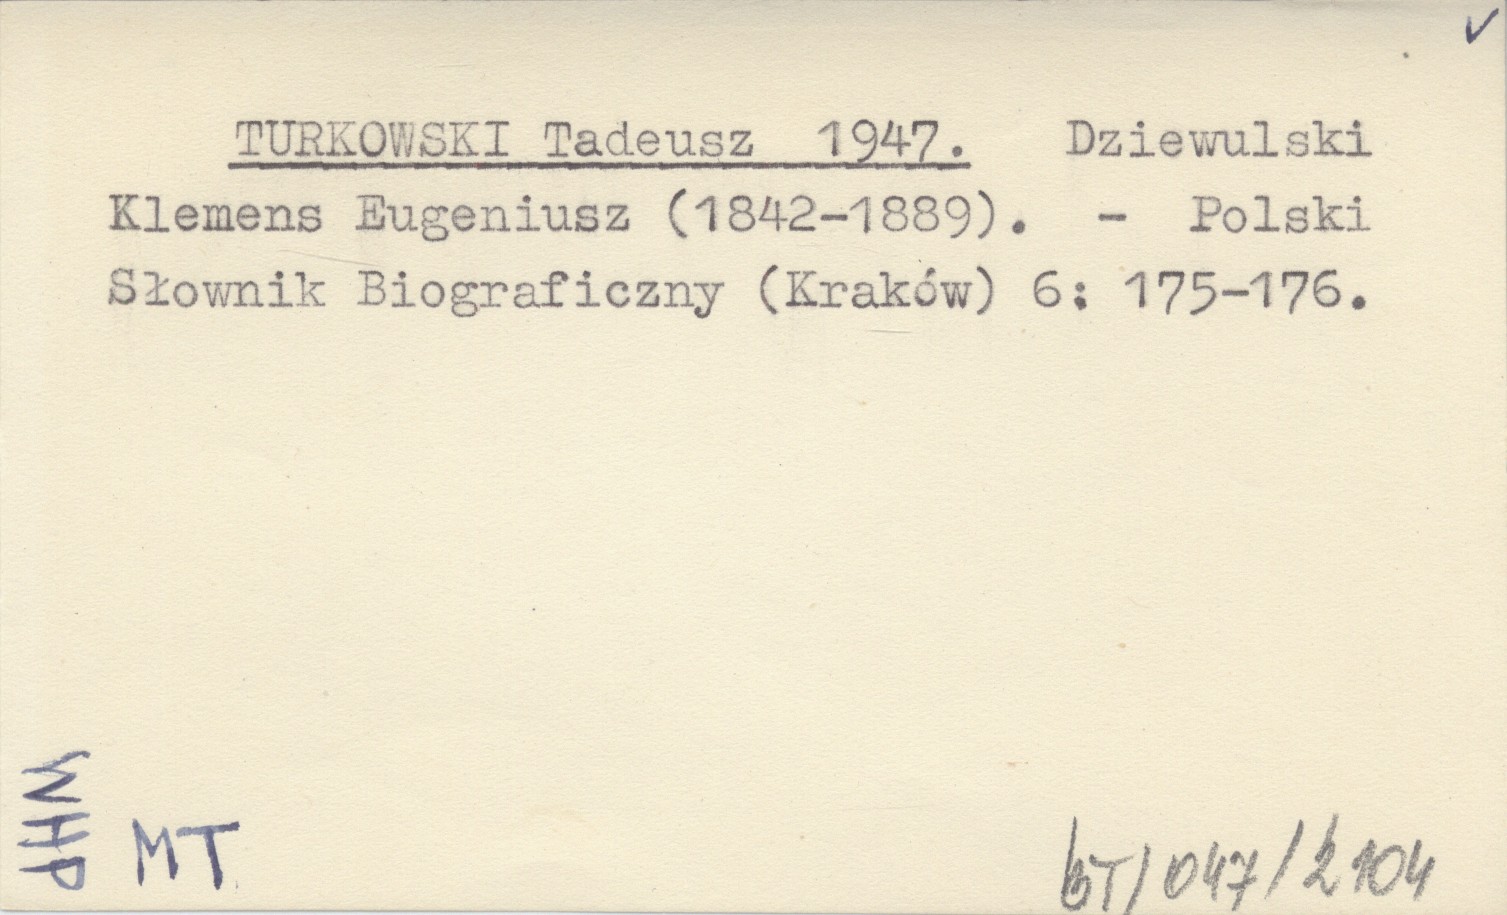 TURKOWSKI Tadeusz 1947. Dziewulski
Klemens Eugeniusz (1842-1889). - Polski
Słownik Biograficzny (Kraków) 6: 175-176.
WHP
MT
BT/047/2104